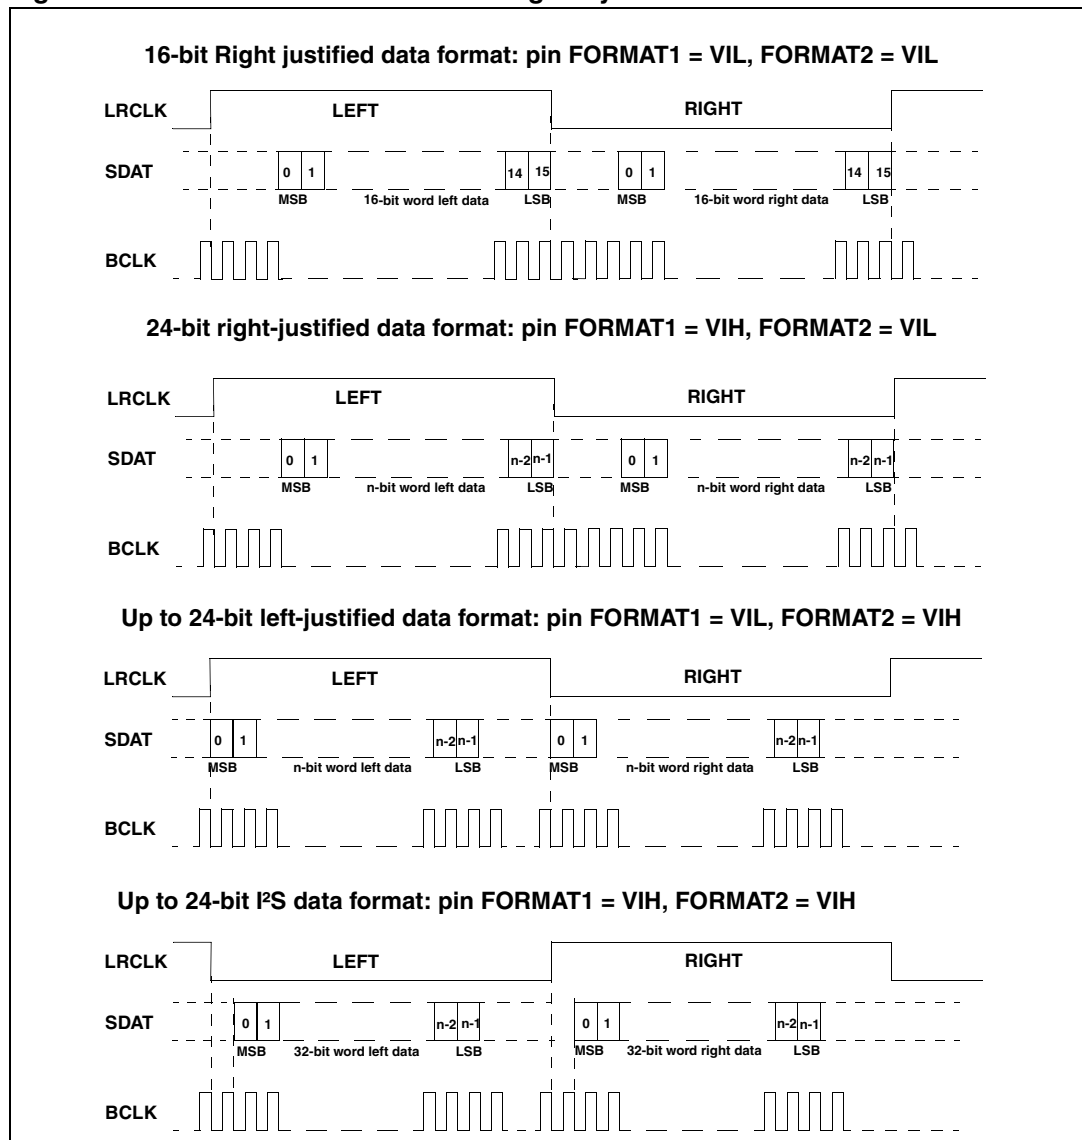 16-bit Right justified data format: pin FORMAT1 = VIL, FORMAT2 = VIL
LRCLK LEFT RIGHT
SDAT 0 1 14 15 0 1 14 15
MSB 16-bit word left data LSB MSB 16-bit word right data LSB
BCLK
24-bit right-justified data format: pin FORMAT1 = VIH, FORMAT2 = VIL
LRCLK LEFT RIGHT
SDAT 0 1 n-2 n-1 0 1 n-2 n-1
MSB n-bit word left data LSB MSB n-bit word right data LSB
BCLK
Up to 24-bit left-justified data format: pin FORMAT1 = VIL, FORMAT2 = VIH
LRCLK LEFT RIGHT
SDAT 0 1 n-2 n-1 0 1 n-2 n-1
MSB n-bit word left data LSB MSB n-bit word right data LSB
BCLK
Up to 24-bit I²S data format: pin FORMAT1 = VIH, FORMAT2 = VIH
LRCLK LEFT RIGHT
SDAT 0 1 n-2 n-1 0 1 n-2 n-1
MSB 32-bit word left data LSB MSB 32-bit word right data LSB
BCLK